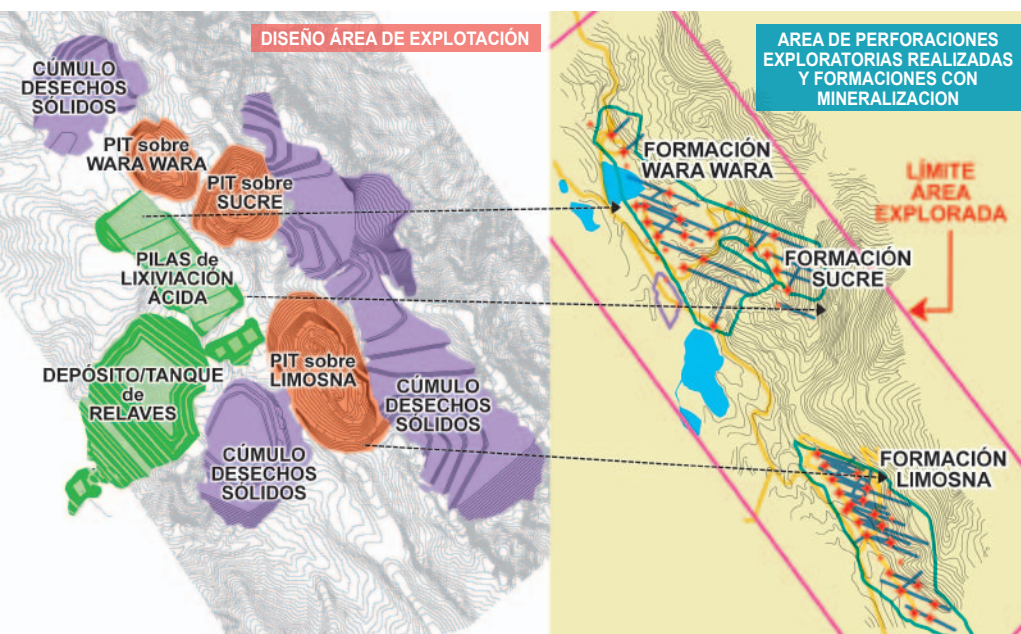 DISEÑO ÁREA DE EXPLOTACIÓN
CÚMULO
DESECHOS
SÓLIDOS
PIT sobre
WARA WARA
PIT sobre
SUCRE
PILAS de
LIXIVIACIÓN
ÁCIDA
DEPÓSITO/TANQUE
de
RELAVES
PIT sobre
LIMOSNA
CÚMULO
DESECHOS
SÓLIDOS
CÚMULO
DESECHOS
SÓLIDOS
AREA DE PERFORACIONES
EXPLORATORIAS REALIZADAS
Y FORMACIONES CON
MINERALIZACION
FORMACIÓN
WARA WARA
LÍMITE
ÁREA
EXPLORADA
FORMACIÓN
SUCRE
FORMACIÓN
LIMOSNA